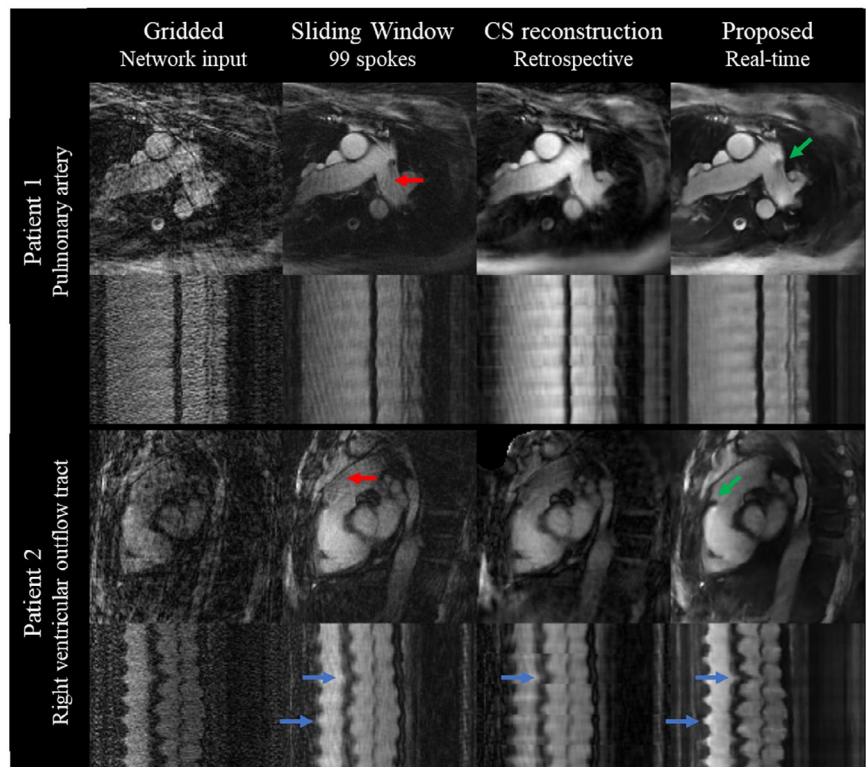 Gridded
Network input
Sliding Window
99 spokes
CS reconstruction
Retrospective
Proposed
Real-time
Patient 1
Pulmonary artery
Patient 2
Right ventricular outflow tract